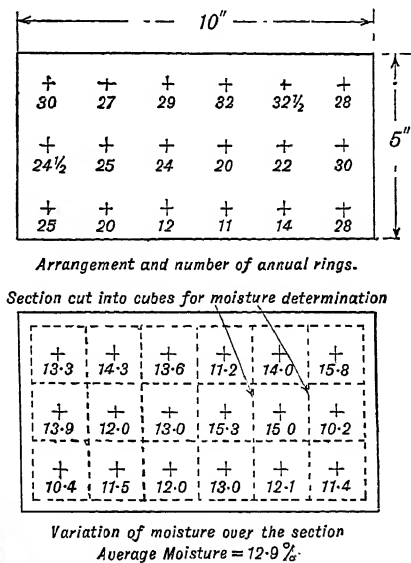 10"
30 27 29 32 32½ 28
5"
24½ 25 24 20 22 30
25 20 12 11 14 28
Arrangement and number of annual rings.
Section cut into cubes for moisture determination
13·3 14·3 13·6 11·2 14·0 15·8
13·9 12·0 13·0 15·3 15 0 10·2
10·4 11·5 12·0 13·0 12·1 11·4
Variation of moisture over the section
Average Moisture = 12·9 %.